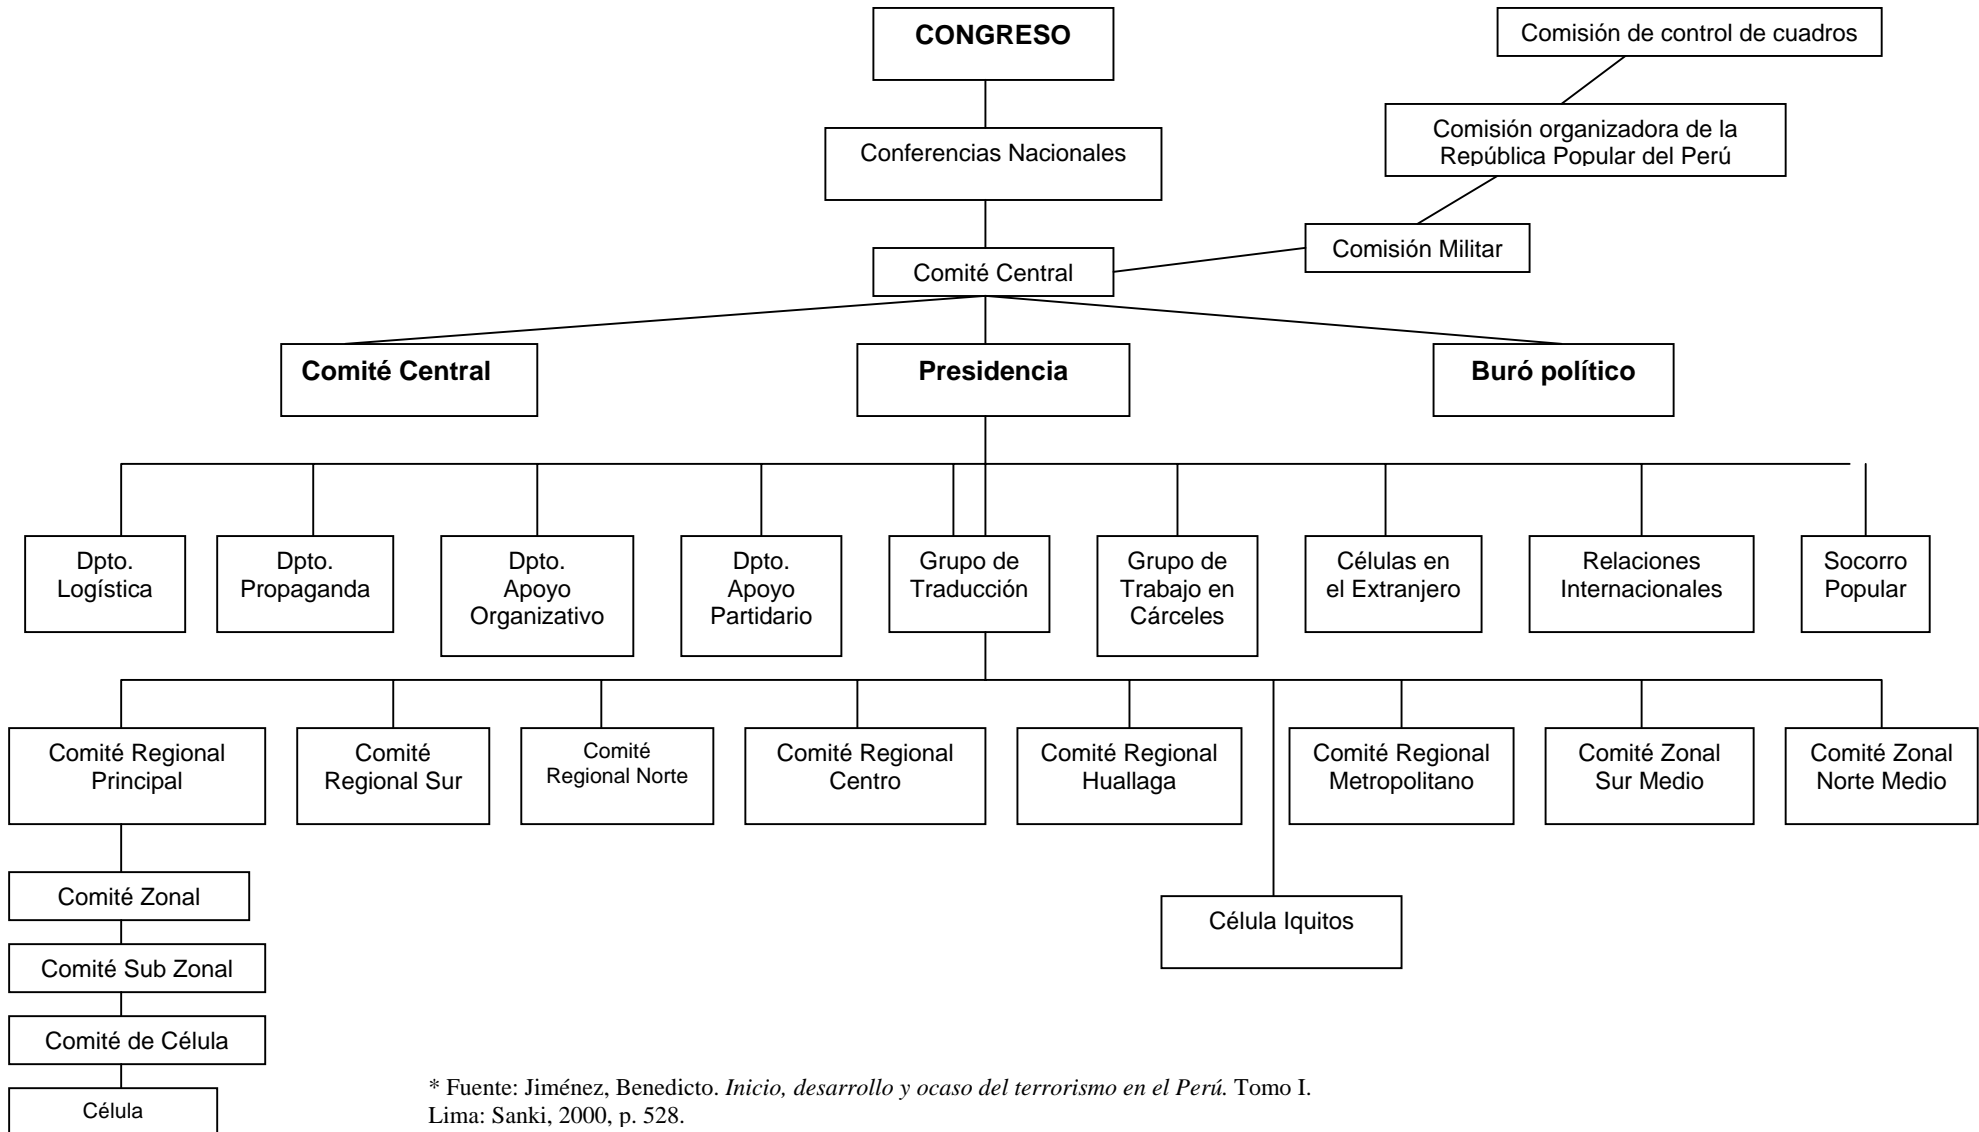 CONGRESO
Comisión de control de cuadros
Conferencias Nacionales
Comisión organizadora de la
República Popular del Perú
Comité Central
Comisión Militar
Comité Central
Presidencia
Buró político
Dpto.
Logística
Dpto.
Propaganda
Dpto.
Apoyo
Organizativo
Dpto.
Apoyo
Partidario
Grupo de
Traducción
Grupo de
Trabajo en
Cárceles
Células en
el Extranjero
Relaciones
Internacionales
Socorro
Popular
Comité Regional
Principal
Comité
Regional Sur
Comité
Regional Norte
Comité Regional
Centro
Comité Regional
Huallaga
Comité Regional
Metropolitano
Comité Zonal
Sur Medio
Comité Zonal
Norte Medio
Comité Zonal
Célula Iquitos
Comité Sub Zonal
Comité de Célula
Célula
* Fuente: Jiménez, Benedicto. Inicio, desarrollo y ocaso del terrorismo en el Perú. Tomo I.
Lima: Sanki, 2000, p. 528.